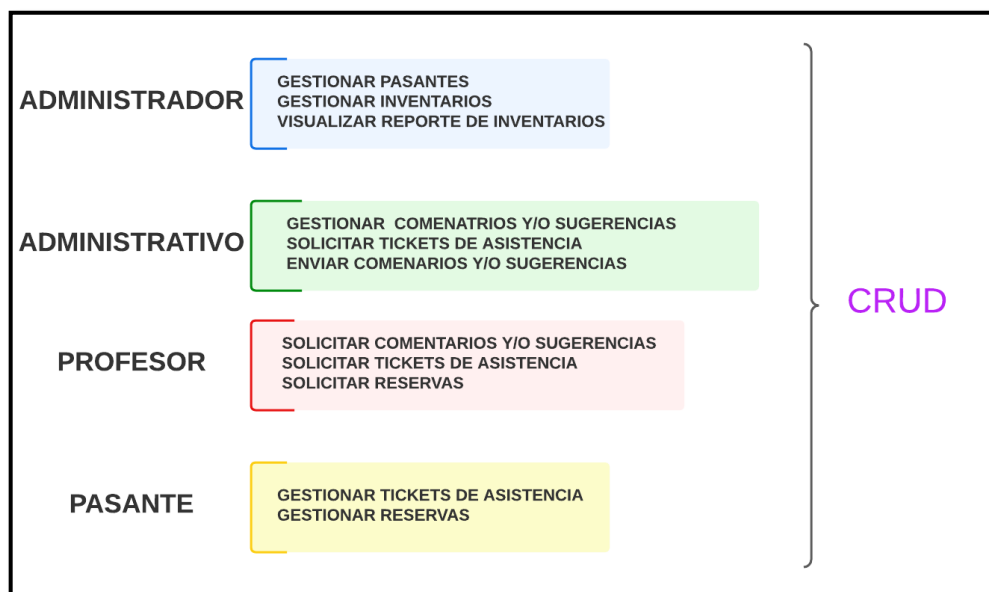 ADMINISTRADOR
GESTIONAR PASANTES
GESTIONAR INVENTARIOS
VISUALIZAR REPORTE DE INVENTARIOS
ADMINISTRATIVO
GESTIONAR COMENATRIOS Y/O SUGERENCIAS
SOLICITAR TICKETS DE ASISTENCIA
ENVIAR COMENARIOS Y/O SUGERENCIAS
PROFESOR
SOLICITAR COMENTARIOS Y/O SUGERENCIAS
SOLICITAR TICKETS DE ASISTENCIA
SOLICITAR RESERVAS
PASANTE
GESTIONAR TICKETS DE ASISTENCIA
GESTIONAR RESERVAS
CRUD